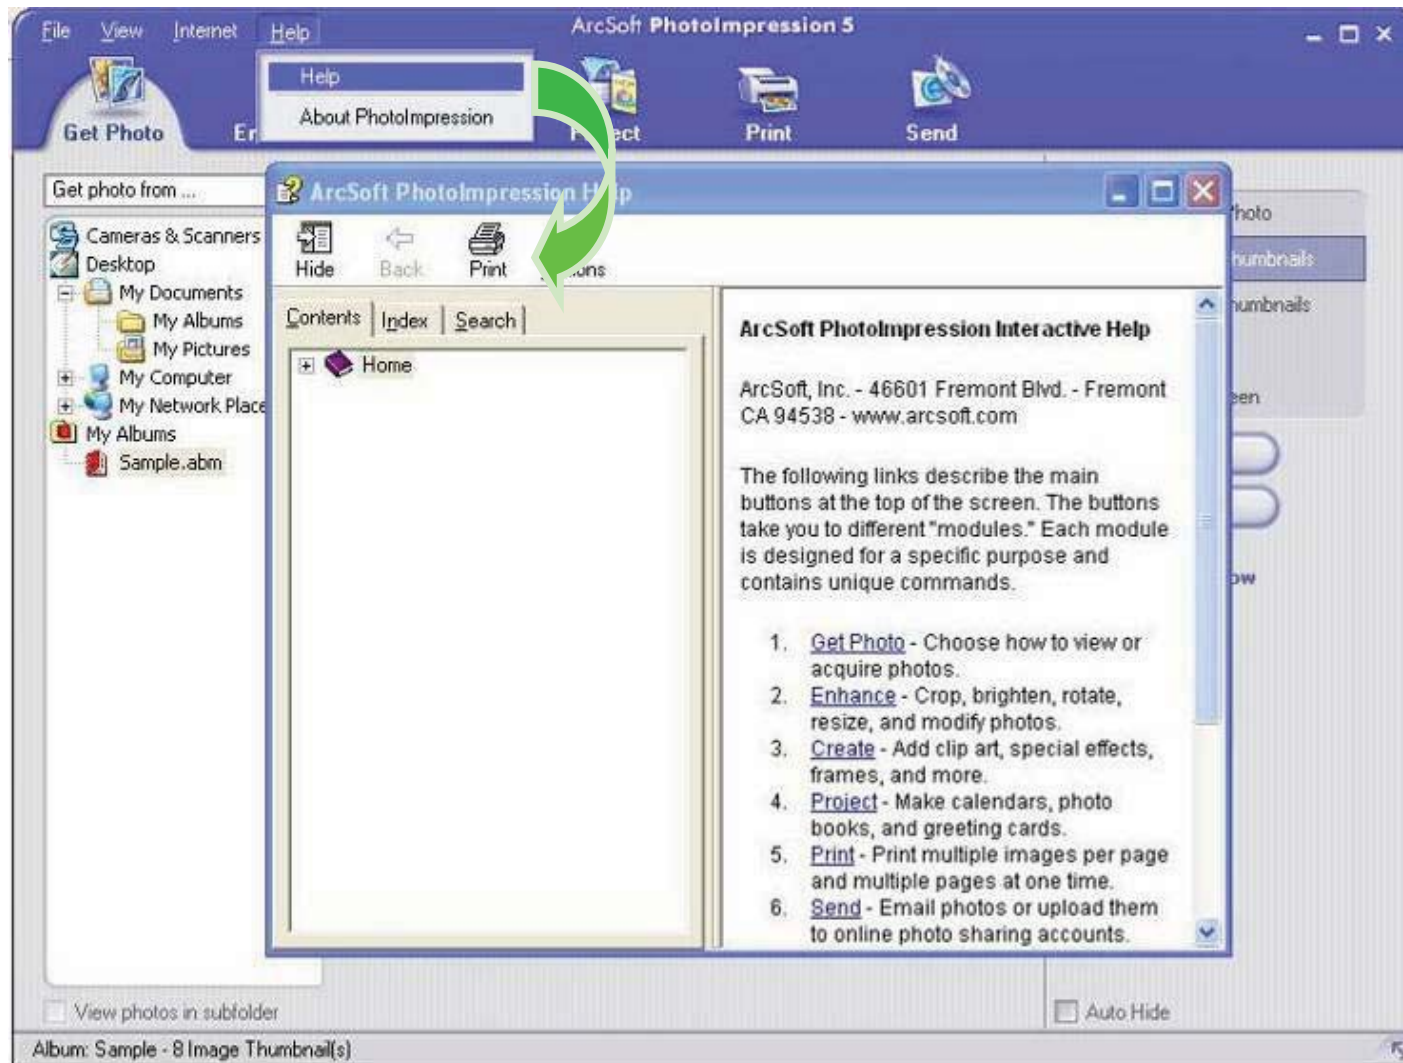 File View Internet Help
ArcSoft PhotoImpression 5
Help
About PhotoImpression
Get Photo
Print
Send
Get photo from ...
Cameras & Scanners
Desktop
My Documents
My Albums
My Pictures
My Computer
My Network Place
My Albums
Sample.abm
ArcSoft PhotoImpression Help
Hide Back Print
Contents Index Search
Home
ArcSoft PhotoImpression Interactive Help
ArcSoft, Inc. - 46601 Fremont Blvd. - Fremont
CA 94538 - www.arcsoft.com
The following links describe the main
buttons at the top of the screen. The buttons
take you to different "modules." Each module
is designed for a specific purpose and
contains unique commands.
1. Get Photo - Choose how to view or
acquire photos.
2. Enhance - Crop, brighten, rotate,
resize, and modify photos.
3. Create - Add clip art, special effects,
frames, and more.
4. Project - Make calendars, photo
books, and greeting cards.
5. Print - Print multiple images per page
and multiple pages at one time.
6. Send - Email photos or upload them
to online photo sharing accounts.
View photos in subfolder
Auto Hide
Album: Sample - 8 Image Thumbnail(s)